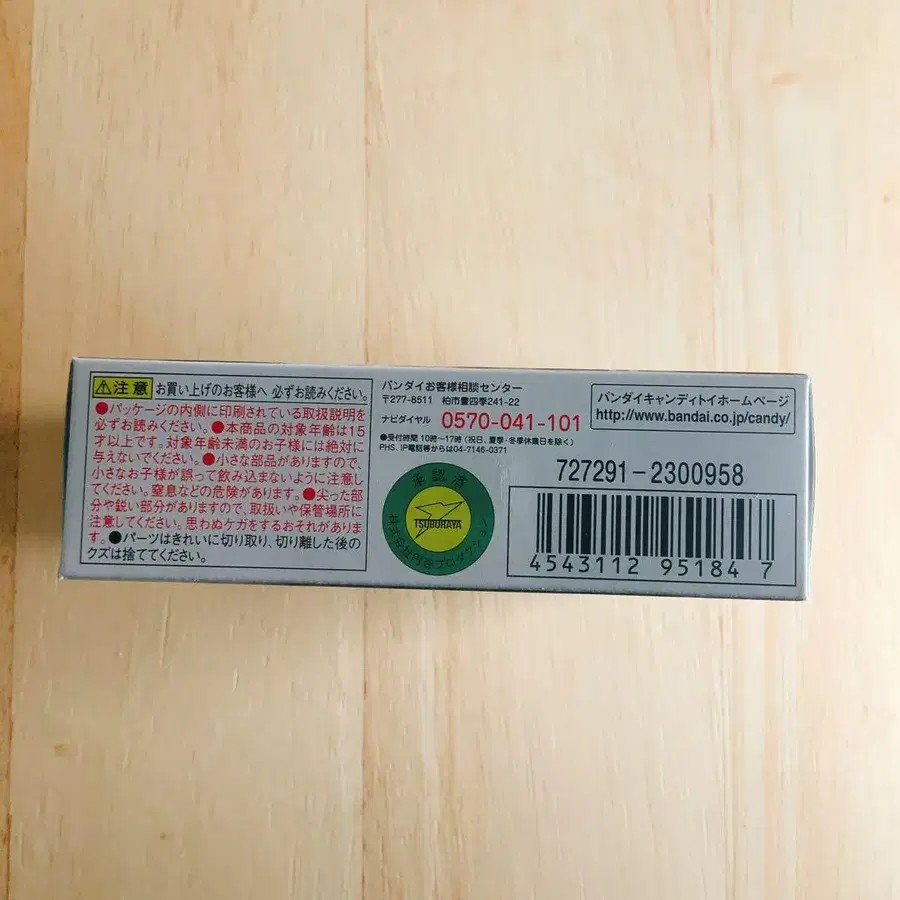 注意 お買い上げのお客様へ 必ずお読みください。
●パッケージの内側に印刷されている取扱説明を
必ずお読みください。●本商品の対象年齢は15
才以上です。対象年齢未満のお子様には絶対に
与えないでください。●小さな部品がありますので、
小さなお子様が誤って飲み込まないように注意し
てください。窒息などの危険があります。●尖った部
分や鋭い部分がありますので、取扱いや保管場所に
注意してください。思わぬケガをするおそれがありま
す。●パーツはきれいに切り取り、切り離した後の
クズは捨ててください。
バンダイお客様相談センター
〒277-8511 柏市豊四季241-22
ナビダイヤル 0570-041-101
●受付時間 10時〜17時 (祝日、夏季・冬季休業日を除く)
PHS、IP電話等からは04-7146-0371
承認済
TSUBURAYA
株式会社円谷プロダクション
バンダイキャンディトイホームページ
http://www.bandai.co.jp/candy/
727291-2300958
4543112 95184 7